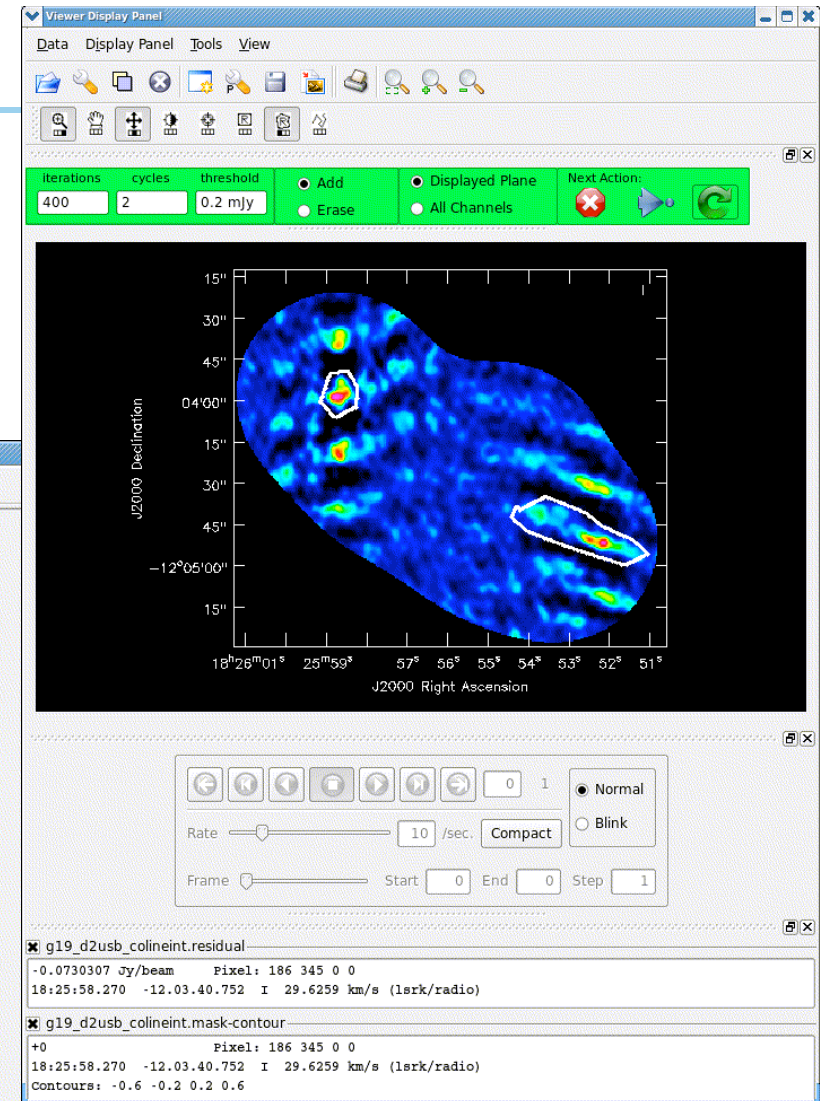 Viewer Display Panel
Data Display Panel Tools View
iterations cycles threshold
400 2 0.2 mJy
Add
Erase
Displayed Plane
All Channels
Next Action:
15"
30"
45"
04'00"
15"
30"
45"
-12°05'00"
15"
J2000 Declination
I
18ʰ26ᵐ01ˢ 25ᵐ59ˢ 57ˢ 56ˢ 55ˢ 54ˢ 53ˢ 52ˢ 51ˢ
J2000 Right Ascension
0 1
Normal
Blink
Rate 10 /sec. Compact
Frame Start 0 End 0 Step 1
g19_d2usb_colineint.residual
-0.0730307 Jy/beam Pixel: 186 345 0 0
18:25:58.270 -12.03.40.752 I 29.6259 km/s (lsrk/radio)
g19_d2usb_colineint.mask-contour
+0 Pixel: 186 345 0 0
18:25:58.270 -12.03.40.752 I 29.6259 km/s (lsrk/radio)
Contours: -0.6 -0.2 0.2 0.6